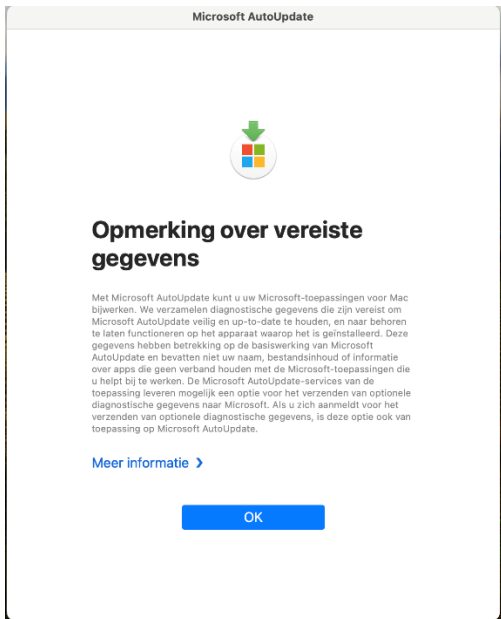 Microsoft AutoUpdate
Opmerking over vereiste
gegevens
Met Microsoft AutoUpdate kunt u uw Microsoft-toepassingen voor Mac
bijwerken. We verzamelen diagnostische gegevens die zijn vereist om
Microsoft AutoUpdate veilig en up-to-date te houden, en naar behoren
te laten functioneren op het apparaat waarop het is geïnstalleerd. Deze
gegevens hebben betrekking op de basiswerking van Microsoft
AutoUpdate en bevatten niet uw naam, bestandsinhoud of informatie
over apps die geen verband houden met de Microsoft-toepassingen die
u helpt bij te werken. De Microsoft AutoUpdate-services van de
toepassing leveren mogelijk een optie voor het verzenden van optionele
diagnostische gegevens naar Microsoft. Als u zich aanmeldt voor het
verzenden van optionele diagnostische gegevens, is deze optie ook van
toepassing op Microsoft AutoUpdate.
Meer informatie ❯
OK